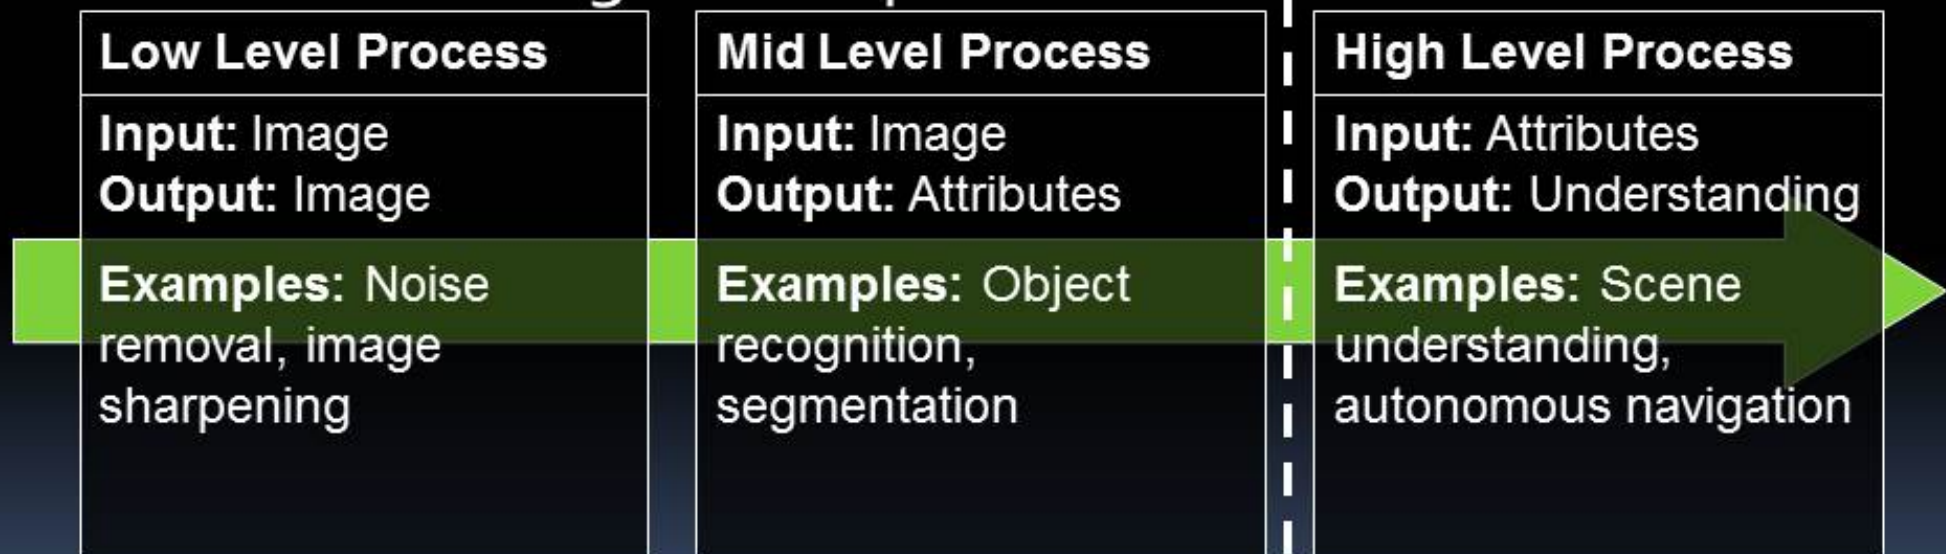 Low Level Process
Input: Image
Output: Image
Examples: Noise
removal, image
sharpening
Mid Level Process
Input: Image
Output: Attributes
Examples: Object
recognition,
segmentation
High Level Process
Input: Attributes
Output: Understanding
Examples: Scene
understanding,
autonomous navigation